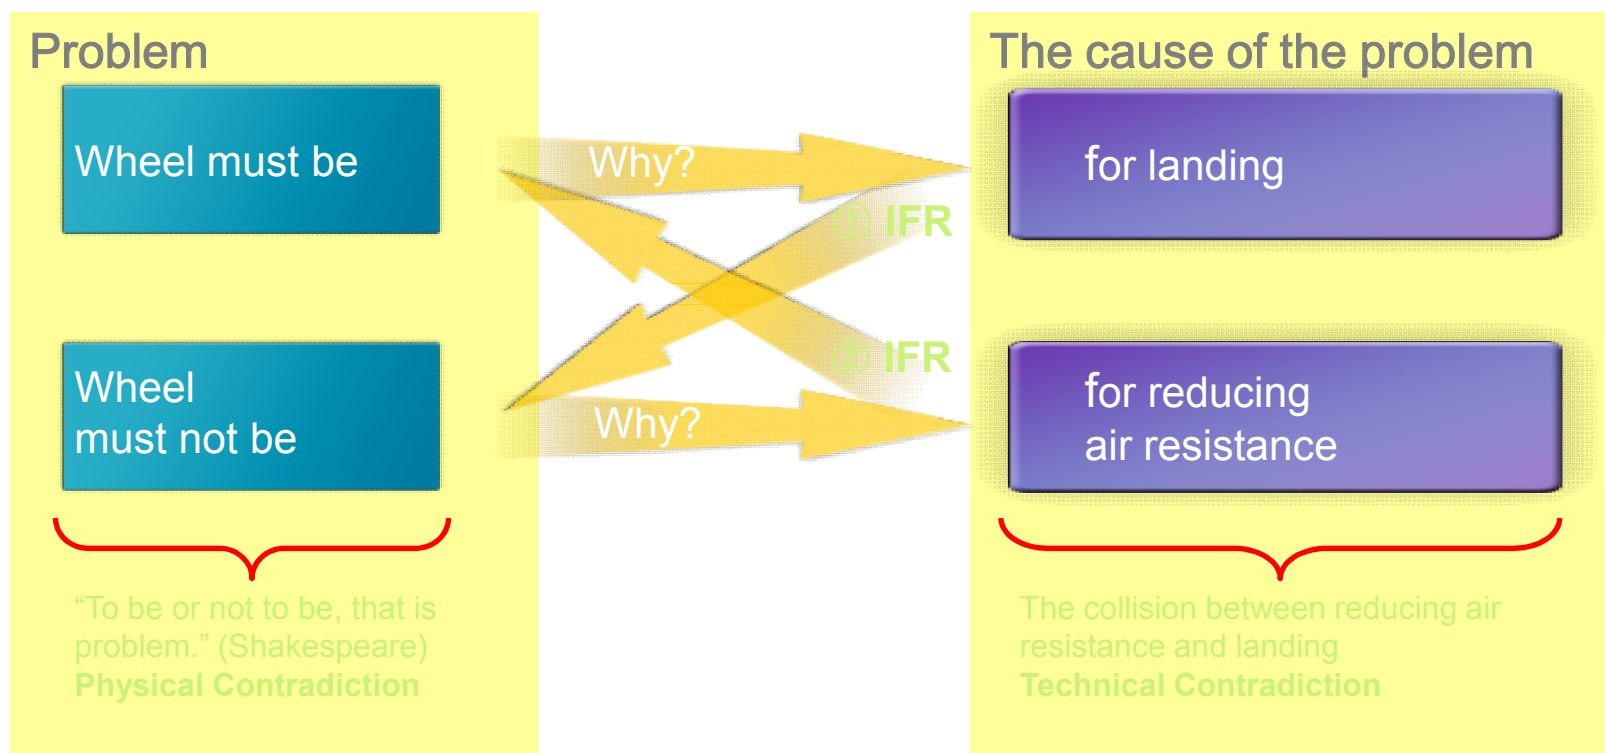 Problem
Wheel must be
Wheel
must not be
“To be or not to be, that is
problem.” (Shakespeare)
Physical Contradiction
Why?
① IFR
② IFR
Why?
The cause of the problem
for landing
for reducing
air resistance
The collision between reducing air
resistance and landing
Technical Contradiction